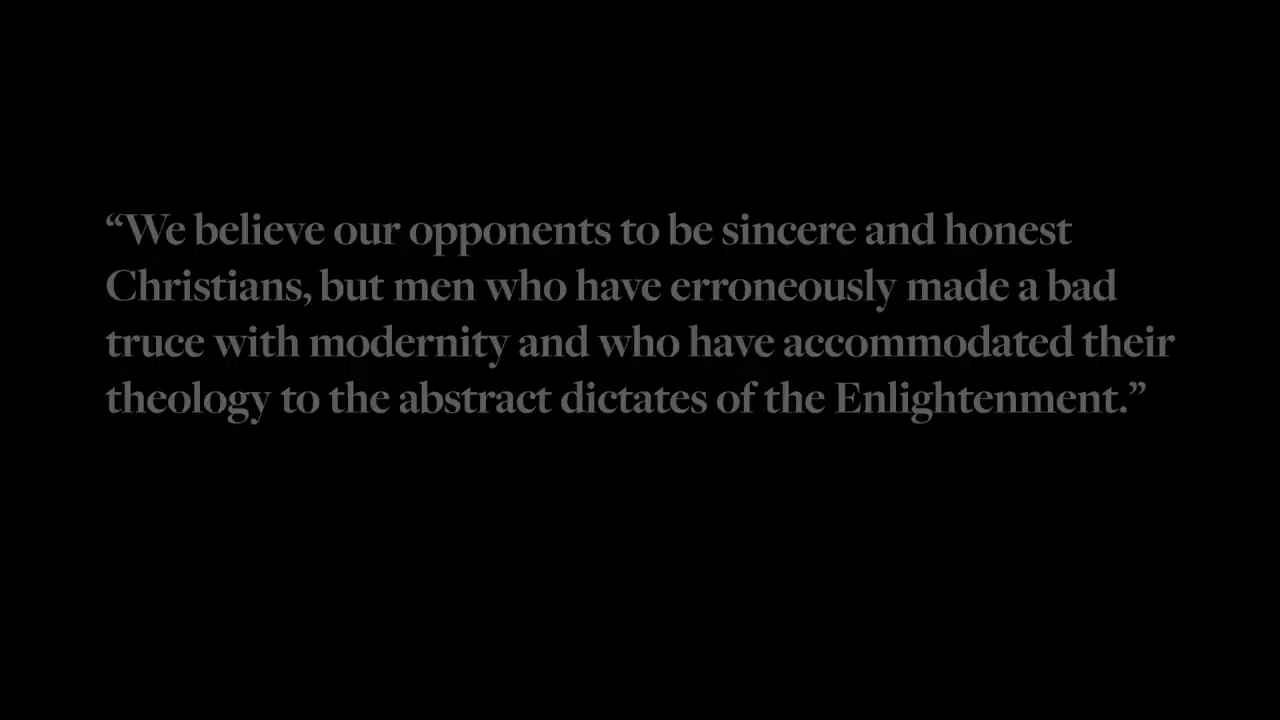 “We believe our opponents to be sincere and honest
Christians, but men who have erroneously made a bad
truce with modernity and who have accommodated their
theology to the abstract dictates of the Enlightenment.”